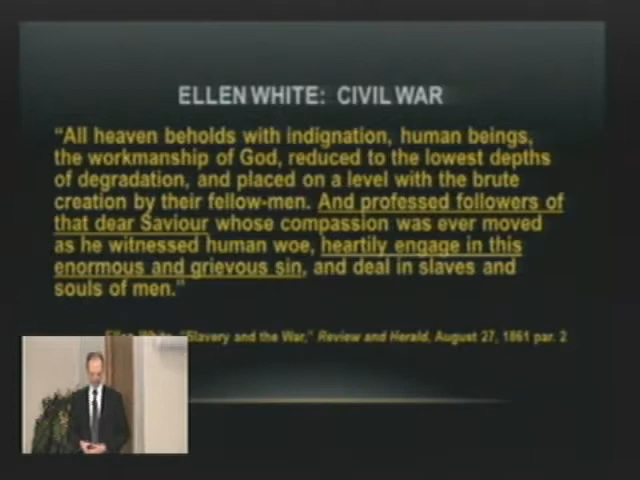 ELLEN WHITE: CIVIL WAR
“All heaven beholds with indignation, human beings,
the workmanship of God, reduced to the lowest depths
of degradation, and placed on a level with the brute
creation by their fellow-men. And professed followers of
that dear Saviour whose compassion was ever moved
as he witnessed human woe, heartily engage in this
enormous and grievous sin, and deal in slaves and
souls of men.”
Ellen White, “Slavery and the War,” Review and Herald, August 27, 1861 par. 2